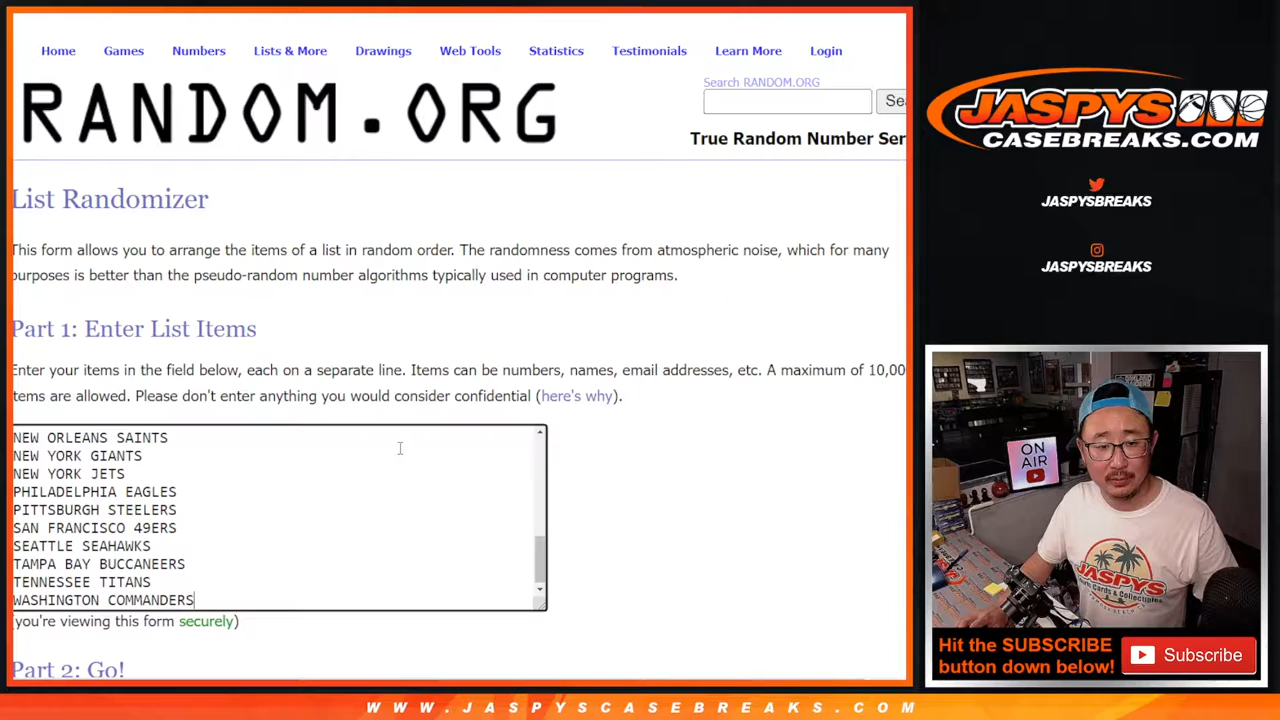 Home Games Numbers Lists & More Drawings Web Tools Statistics Testimonials Learn More Login
Search RANDOM.ORG
RANDOM.ORG
Sea
True Random Number Ser
List Randomizer
This form allows you to arrange the items of a list in random order. The randomness comes from atmospheric noise, which for many
purposes is better than the pseudo-random number algorithms typically used in computer programs.
Part 1: Enter List Items
Enter your items in the field below, each on a separate line. Items can be numbers, names, email addresses, etc. A maximum of 10,00
items are allowed. Please don't enter anything you would consider confidential (here's why).
NEW ORLEANS SAINTS
NEW YORK GIANTS
NEW YORK JETS
PHILADELPHIA EAGLES
PITTSBURGH STEELERS
SAN FRANCISCO 49ERS
SEATTLE SEAHAWKS
TAMPA BAY BUCCANEERS
TENNESSEE TITANS
WASHINGTON COMMANDERS
(you're viewing this form securely)
Part 2: Go!
JASPYS
CASEBREAKS.COM
JASPYSBREAKS
JASPYSBREAKS
ON
AIR
JASPYS
Hit the SUBSCRIBE
button down below!
Subscribe
WWW.JASPYSCASEBREAKS.COM